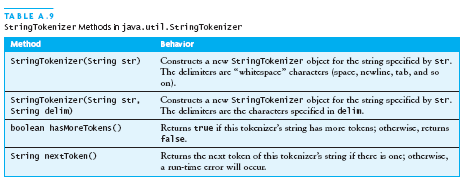 TABLE A.9
StringTokenizer Methods in java.util.StringTokenizer
Method Behavior
StringTokenizer(String str) Constructs a new StringTokenizer object for the string specified by str.
The delimiters are “whitespace” characters (space, newline, tab, and so
on).
StringTokenizer(String str, Constructs a new StringTokenizer object for the string specified by str.
String delim) The delimiters are the characters specified in delim.
boolean hasMoreTokens() Returns true if this tokenizer’s string has more tokens; otherwise, returns
false.
String nextToken() Returns the next token of this tokenizer’s string if there is one; otherwise,
a run-time error will occur.